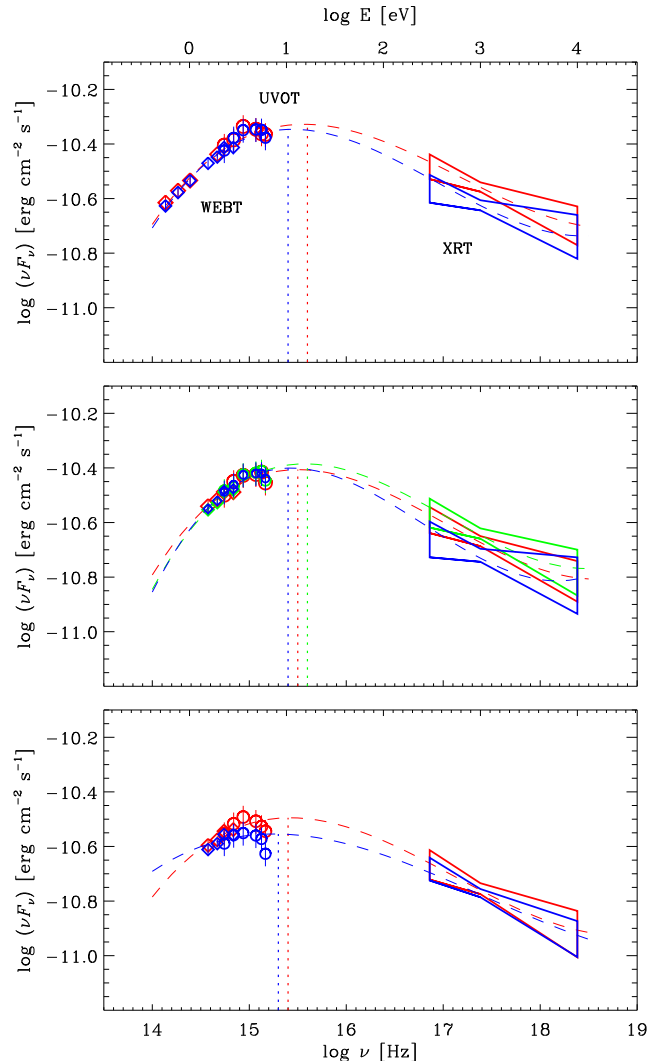 log E [eV]
0 1 2 3 4
−10.2
−10.4
−10.6
−10.8
−11.0
log (νFν) [erg cm−2 s−1]
UVOT
WEBT
XRT
−10.2
−10.4
−10.6
−10.8
−11.0
log (νFν) [erg cm−2 s−1]
−10.2
−10.4
−10.6
−10.8
−11.0
log (νFν) [erg cm−2 s−1]
14 15 16 17 18 19
log ν [Hz]